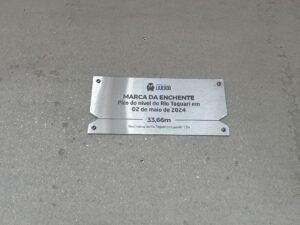 MARCA DA ENCHENTE
Pico do nível do Rio Taquari em
02 de maio de 2024
33,66m